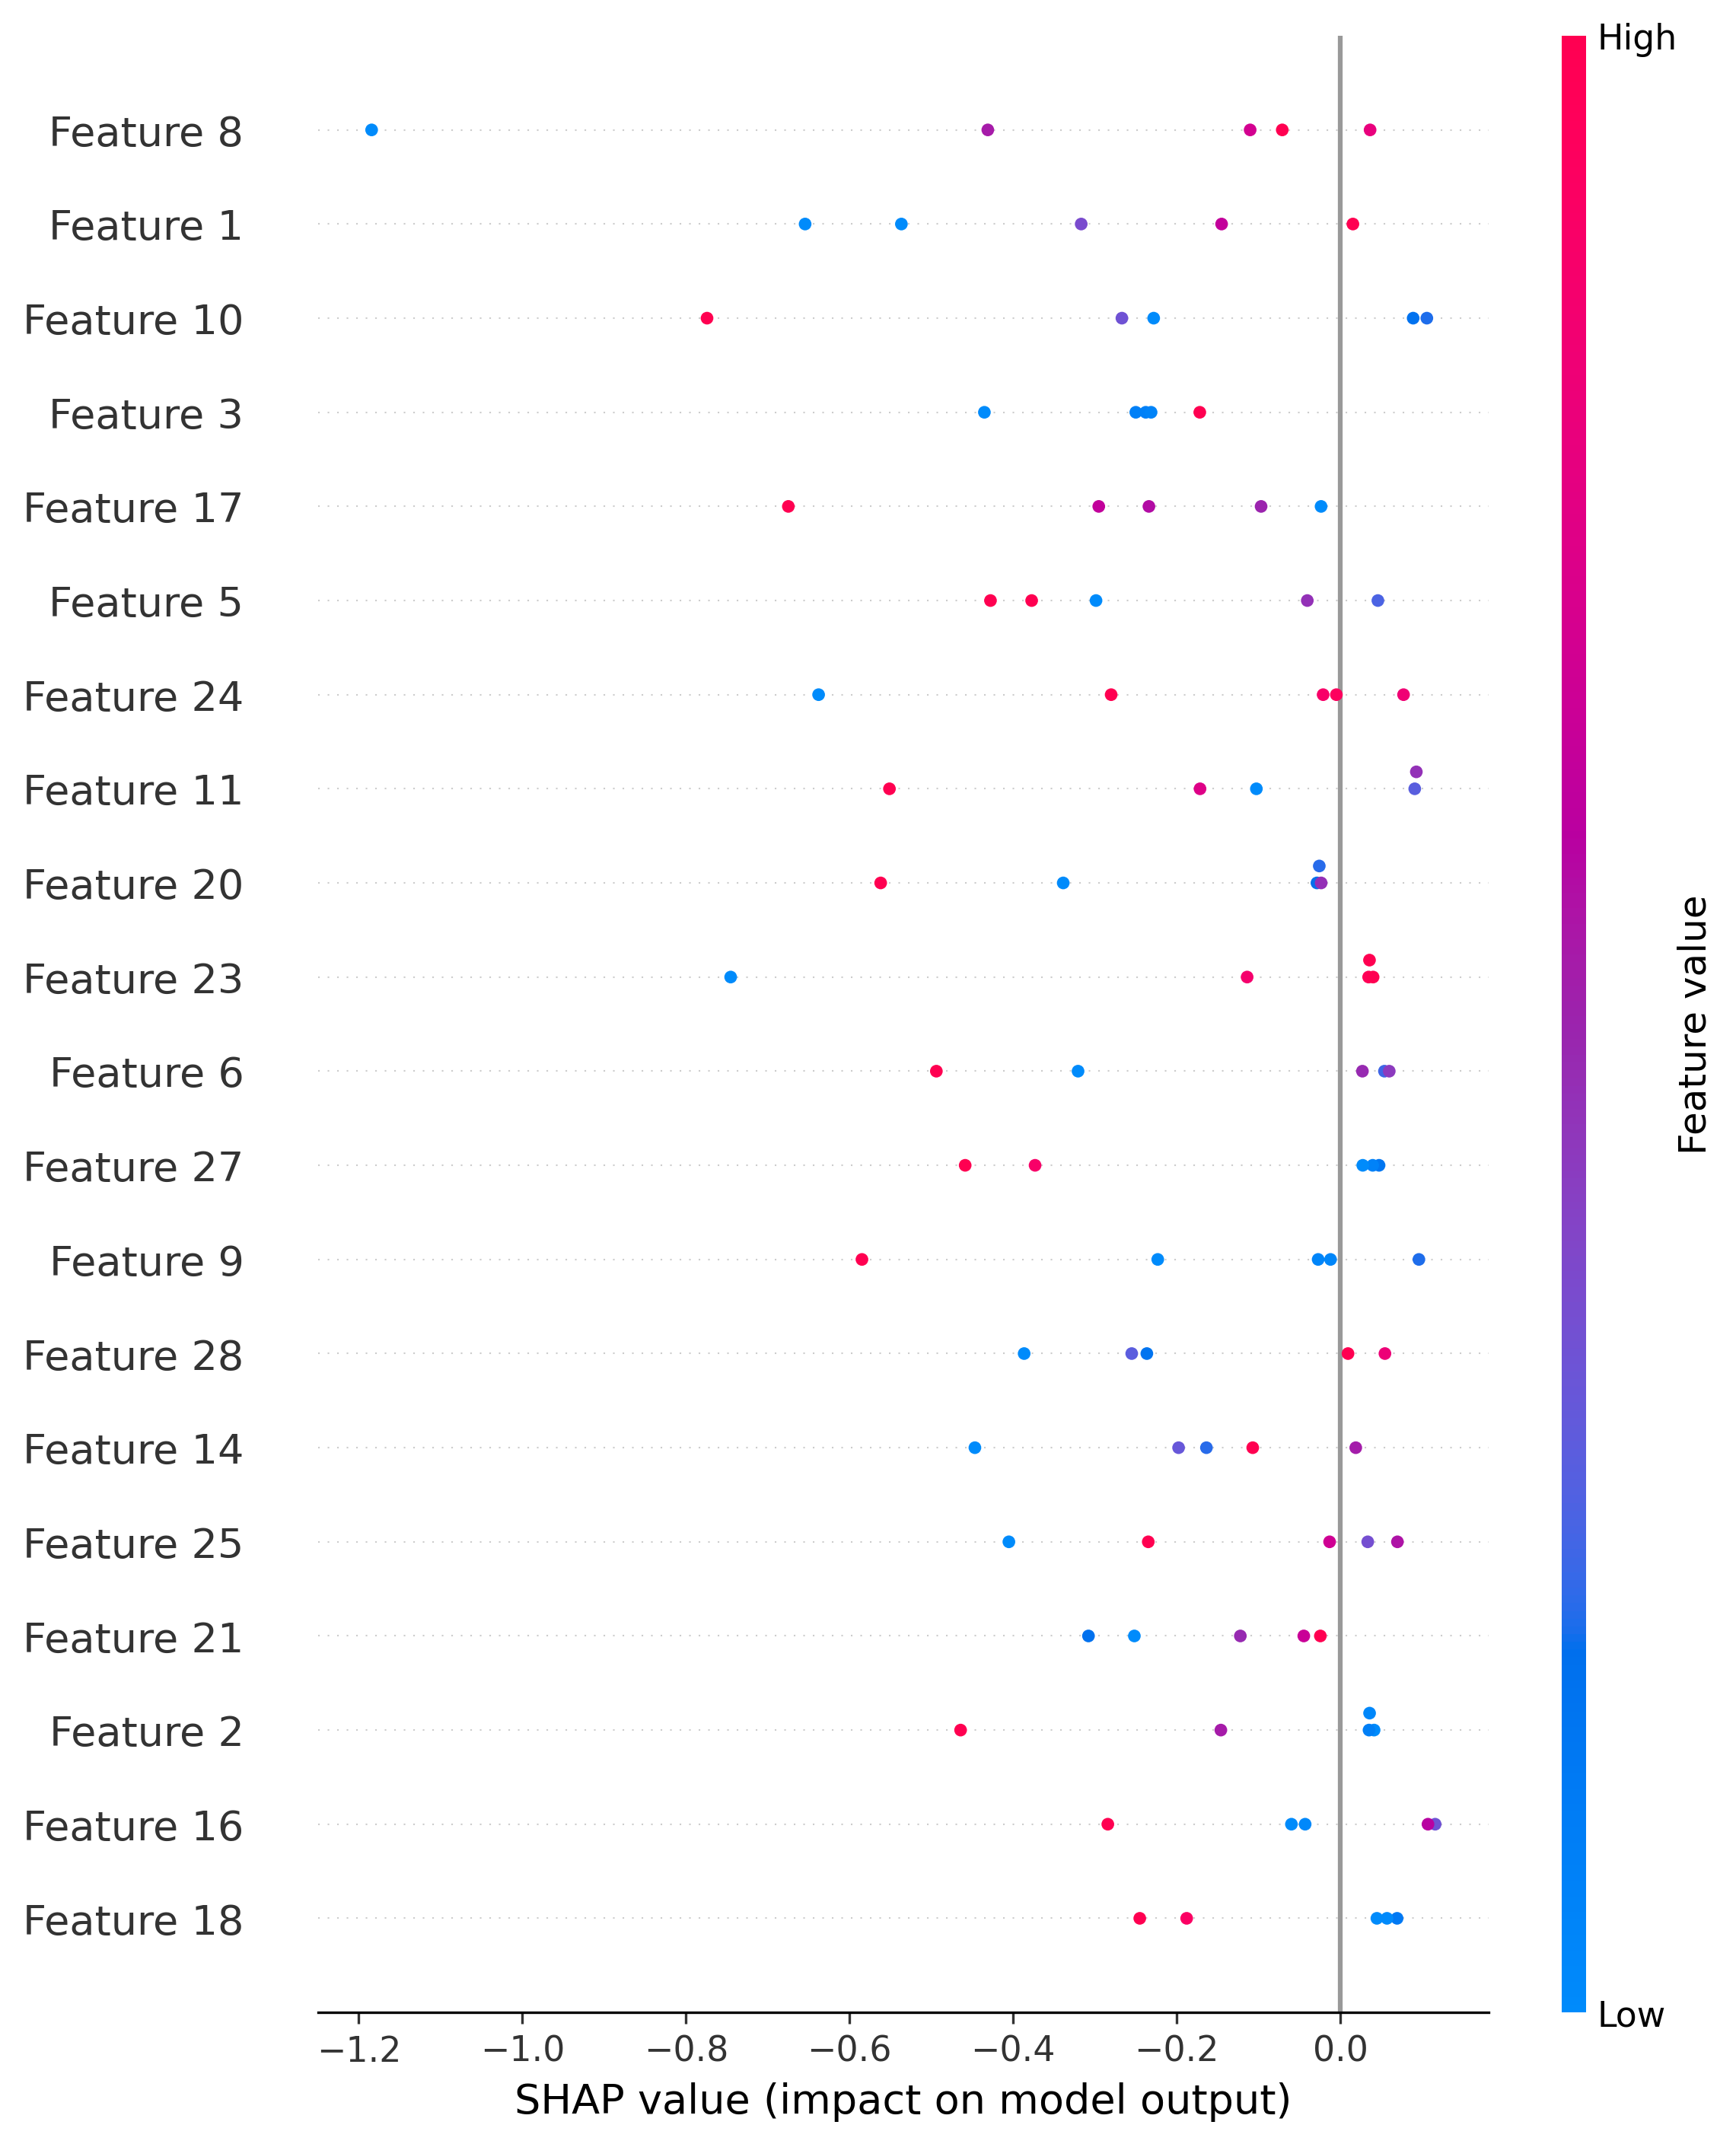 High
Feature 8
Feature 1
Feature 10
Feature 3
Feature 17
Feature 5
Feature 24
Feature 11
Feature 20
Feature 23
Feature 6
Feature 27
Feature 9
Feature 28
Feature 14
Feature 25
Feature 21
Feature 2
Feature 16
Feature 18
Feature value
Low
−1.2 −1.0 −0.8 −0.6 −0.4 −0.2 0.0
SHAP value (impact on model output)